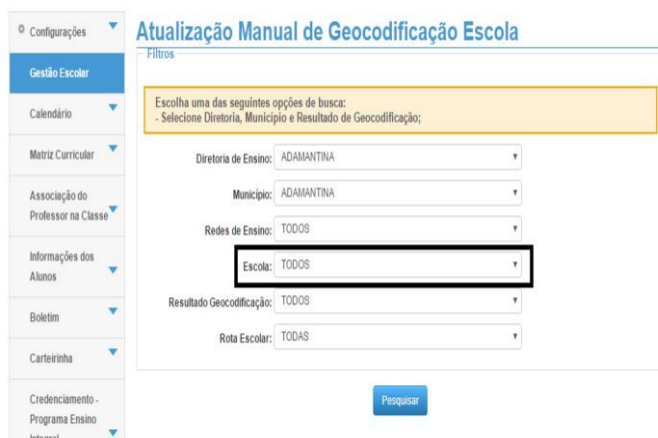 Configurações
Gestão Escolar
Calendário
Matriz Curricular
Associação do
Professor na Classe
Informações dos
Alunos
Boletim
Carteirinha
Credenciamento -
Programa Ensino
Integral
Atualização Manual de Geocodificação Escola
Filtros
Escolha uma das seguintes opções de busca:
- Selecione Diretoria, Municipio e Resultado de Geocodificação;
Diretoria de Ensino: ADAMANTINA
Município: ADAMANTINA
Redes de Ensino: TODOS
Escola: TODOS
Resultado Geocodificação: TODOS
Rota Escolar: TODAS
Pesquisar